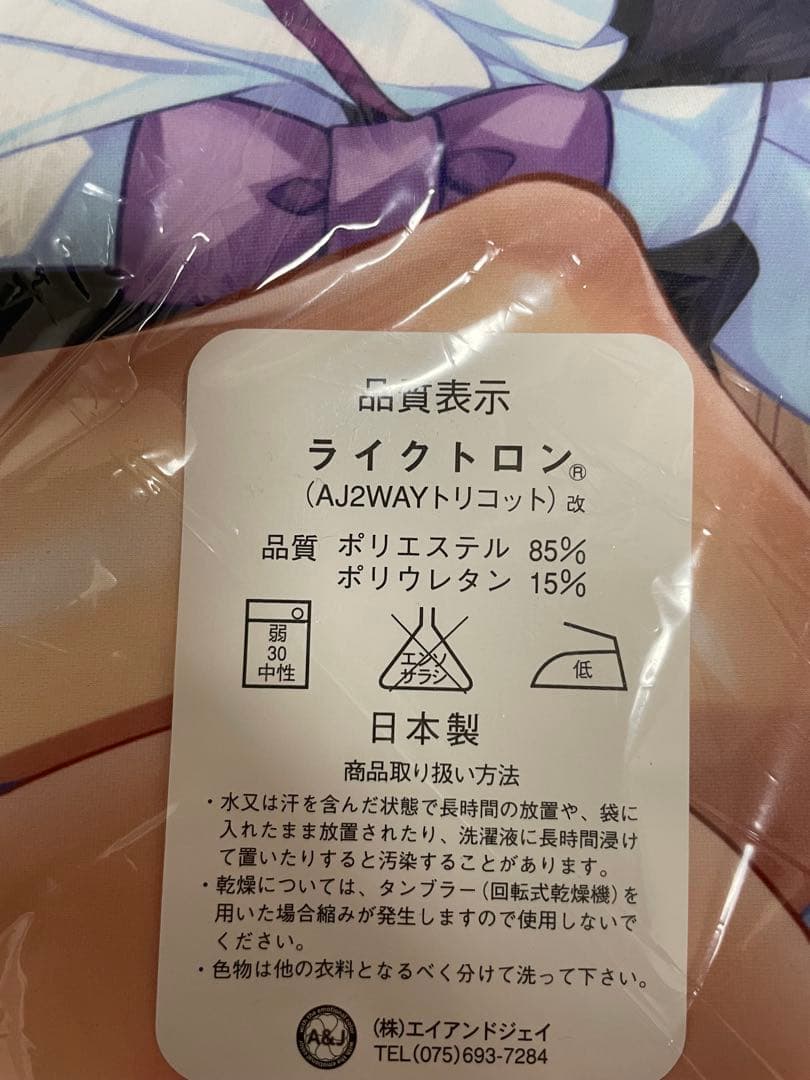 品質表示
ライクトロン®
（AJ2WAYトリコット）改
品質 ポリエステル 85%
ポリウレタン 15%
弱
30
中性
エンソ
サラシ
低
日本製
商品取り扱い方法
・水又は汗を含んだ状態で長時間の放置や、袋に
入れたまま放置されたり、洗濯液に長時間浸け
て置いたりすると汚染することがあります。
・乾燥については、タンブラー（回転式乾燥機）を
用いた場合縮みが発生しますので使用しないで
ください。
・色物は他の衣料となるべく分けて洗って下さい。
A&J
（株）エイアンドジェイ
TEL(075)693-7284